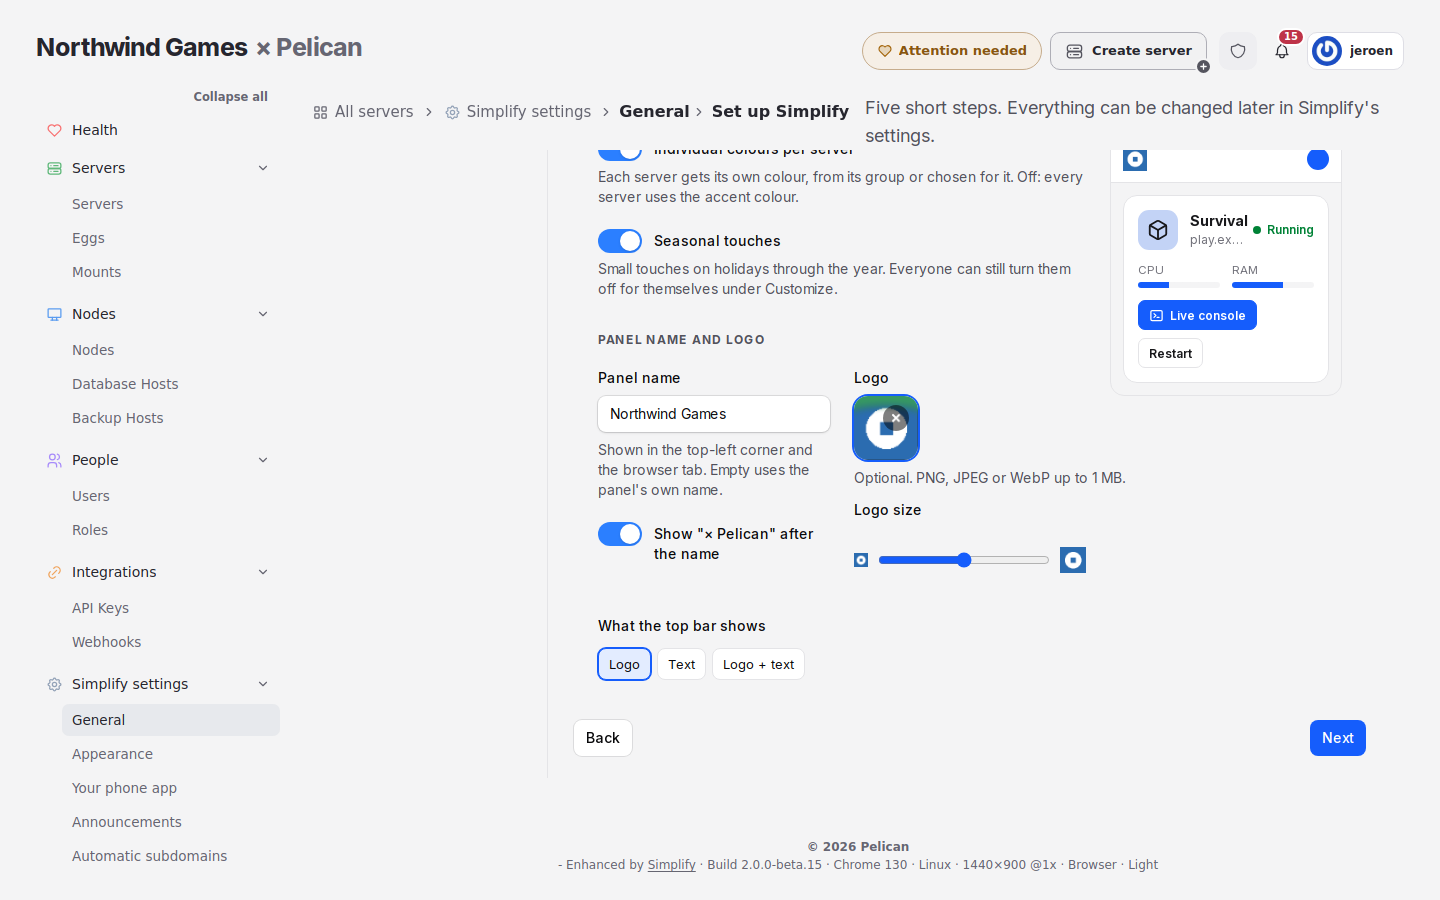 Northwind Games × Pelican
Attention needed
Create server
15
jeroen
Collapse all
Health
Servers
Servers
Eggs
Mounts
Nodes
Nodes
Database Hosts
Backup Hosts
People
Users
Roles
Integrations
API Keys
Webhooks
Simplify settings
General
Appearance
Your phone app
Announcements
Automatic subdomains
All servers › Simplify settings › General › Set up Simplify
Five short steps. Everything can be changed later in Simplify's
settings.
Individual colours per server
Each server gets its own colour, from its group or chosen for it. Off: every
server uses the accent colour.
Seasonal touches
Small touches on holidays through the year. Everyone can still turn them
off for themselves under Customize.
PANEL NAME AND LOGO
Panel name
Northwind Games
Shown in the top-left corner and
the browser tab. Empty uses the
panel's own name.
Show "× Pelican" after
the name
Logo
Optional. PNG, JPEG or WebP up to 1 MB.
Logo size
What the top bar shows
Logo
Text
Logo + text
Survival
play.ex...
Running
CPU
RAM
Live console
Restart
Back
Next
© 2026 Pelican
- Enhanced by Simplify · Build 2.0.0-beta.15 · Chrome 130 · Linux · 1440×900 @1x · Browser · Light